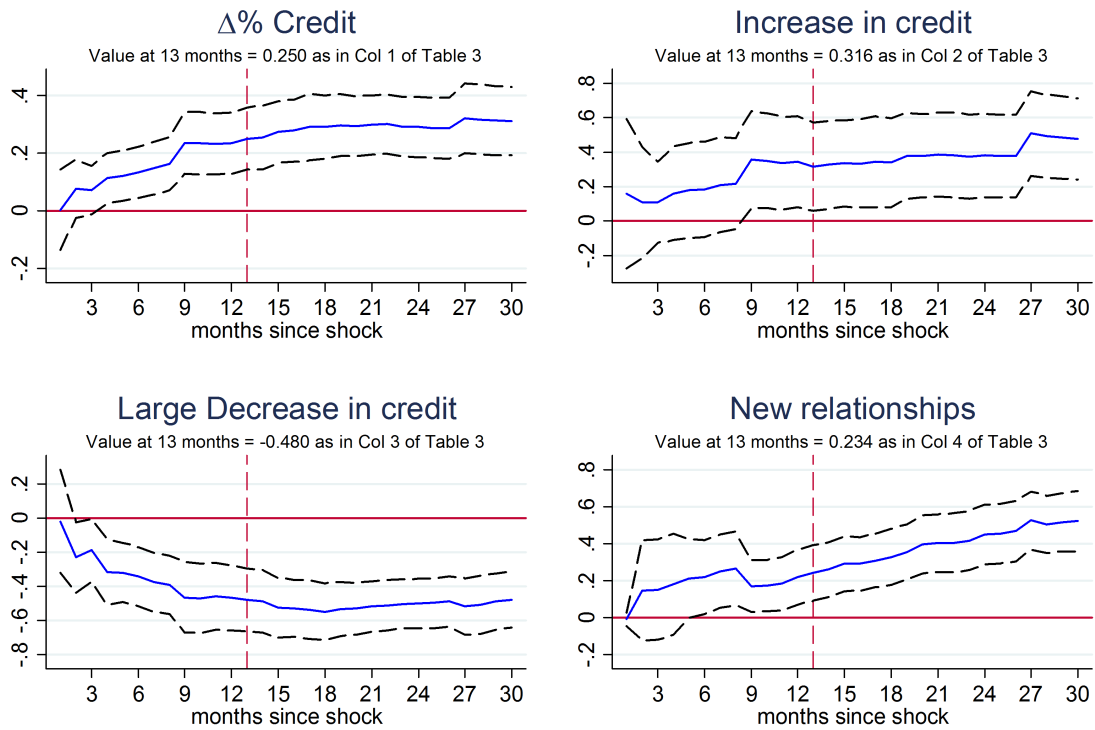 Δ% Credit
Value at 13 months = 0.250 as in Col 1 of Table 3
.4
.2
0
-.2
3 6 9 12 15 18 21 24 27 30
months since shock
Increase in credit
Value at 13 months = 0.316 as in Col 2 of Table 3
.8
.6
.4
.2
0
-.2
3 6 9 12 15 18 21 24 27 30
months since shock
Large Decrease in credit
Value at 13 months = -0.480 as in Col 3 of Table 3
.2
0
-.2
-.4
-.6
-.8
3 6 9 12 15 18 21 24 27 30
months since shock
New relationships
Value at 13 months = 0.234 as in Col 4 of Table 3
.8
.6
.4
.2
0
-.2
3 6 9 12 15 18 21 24 27 30
months since shock